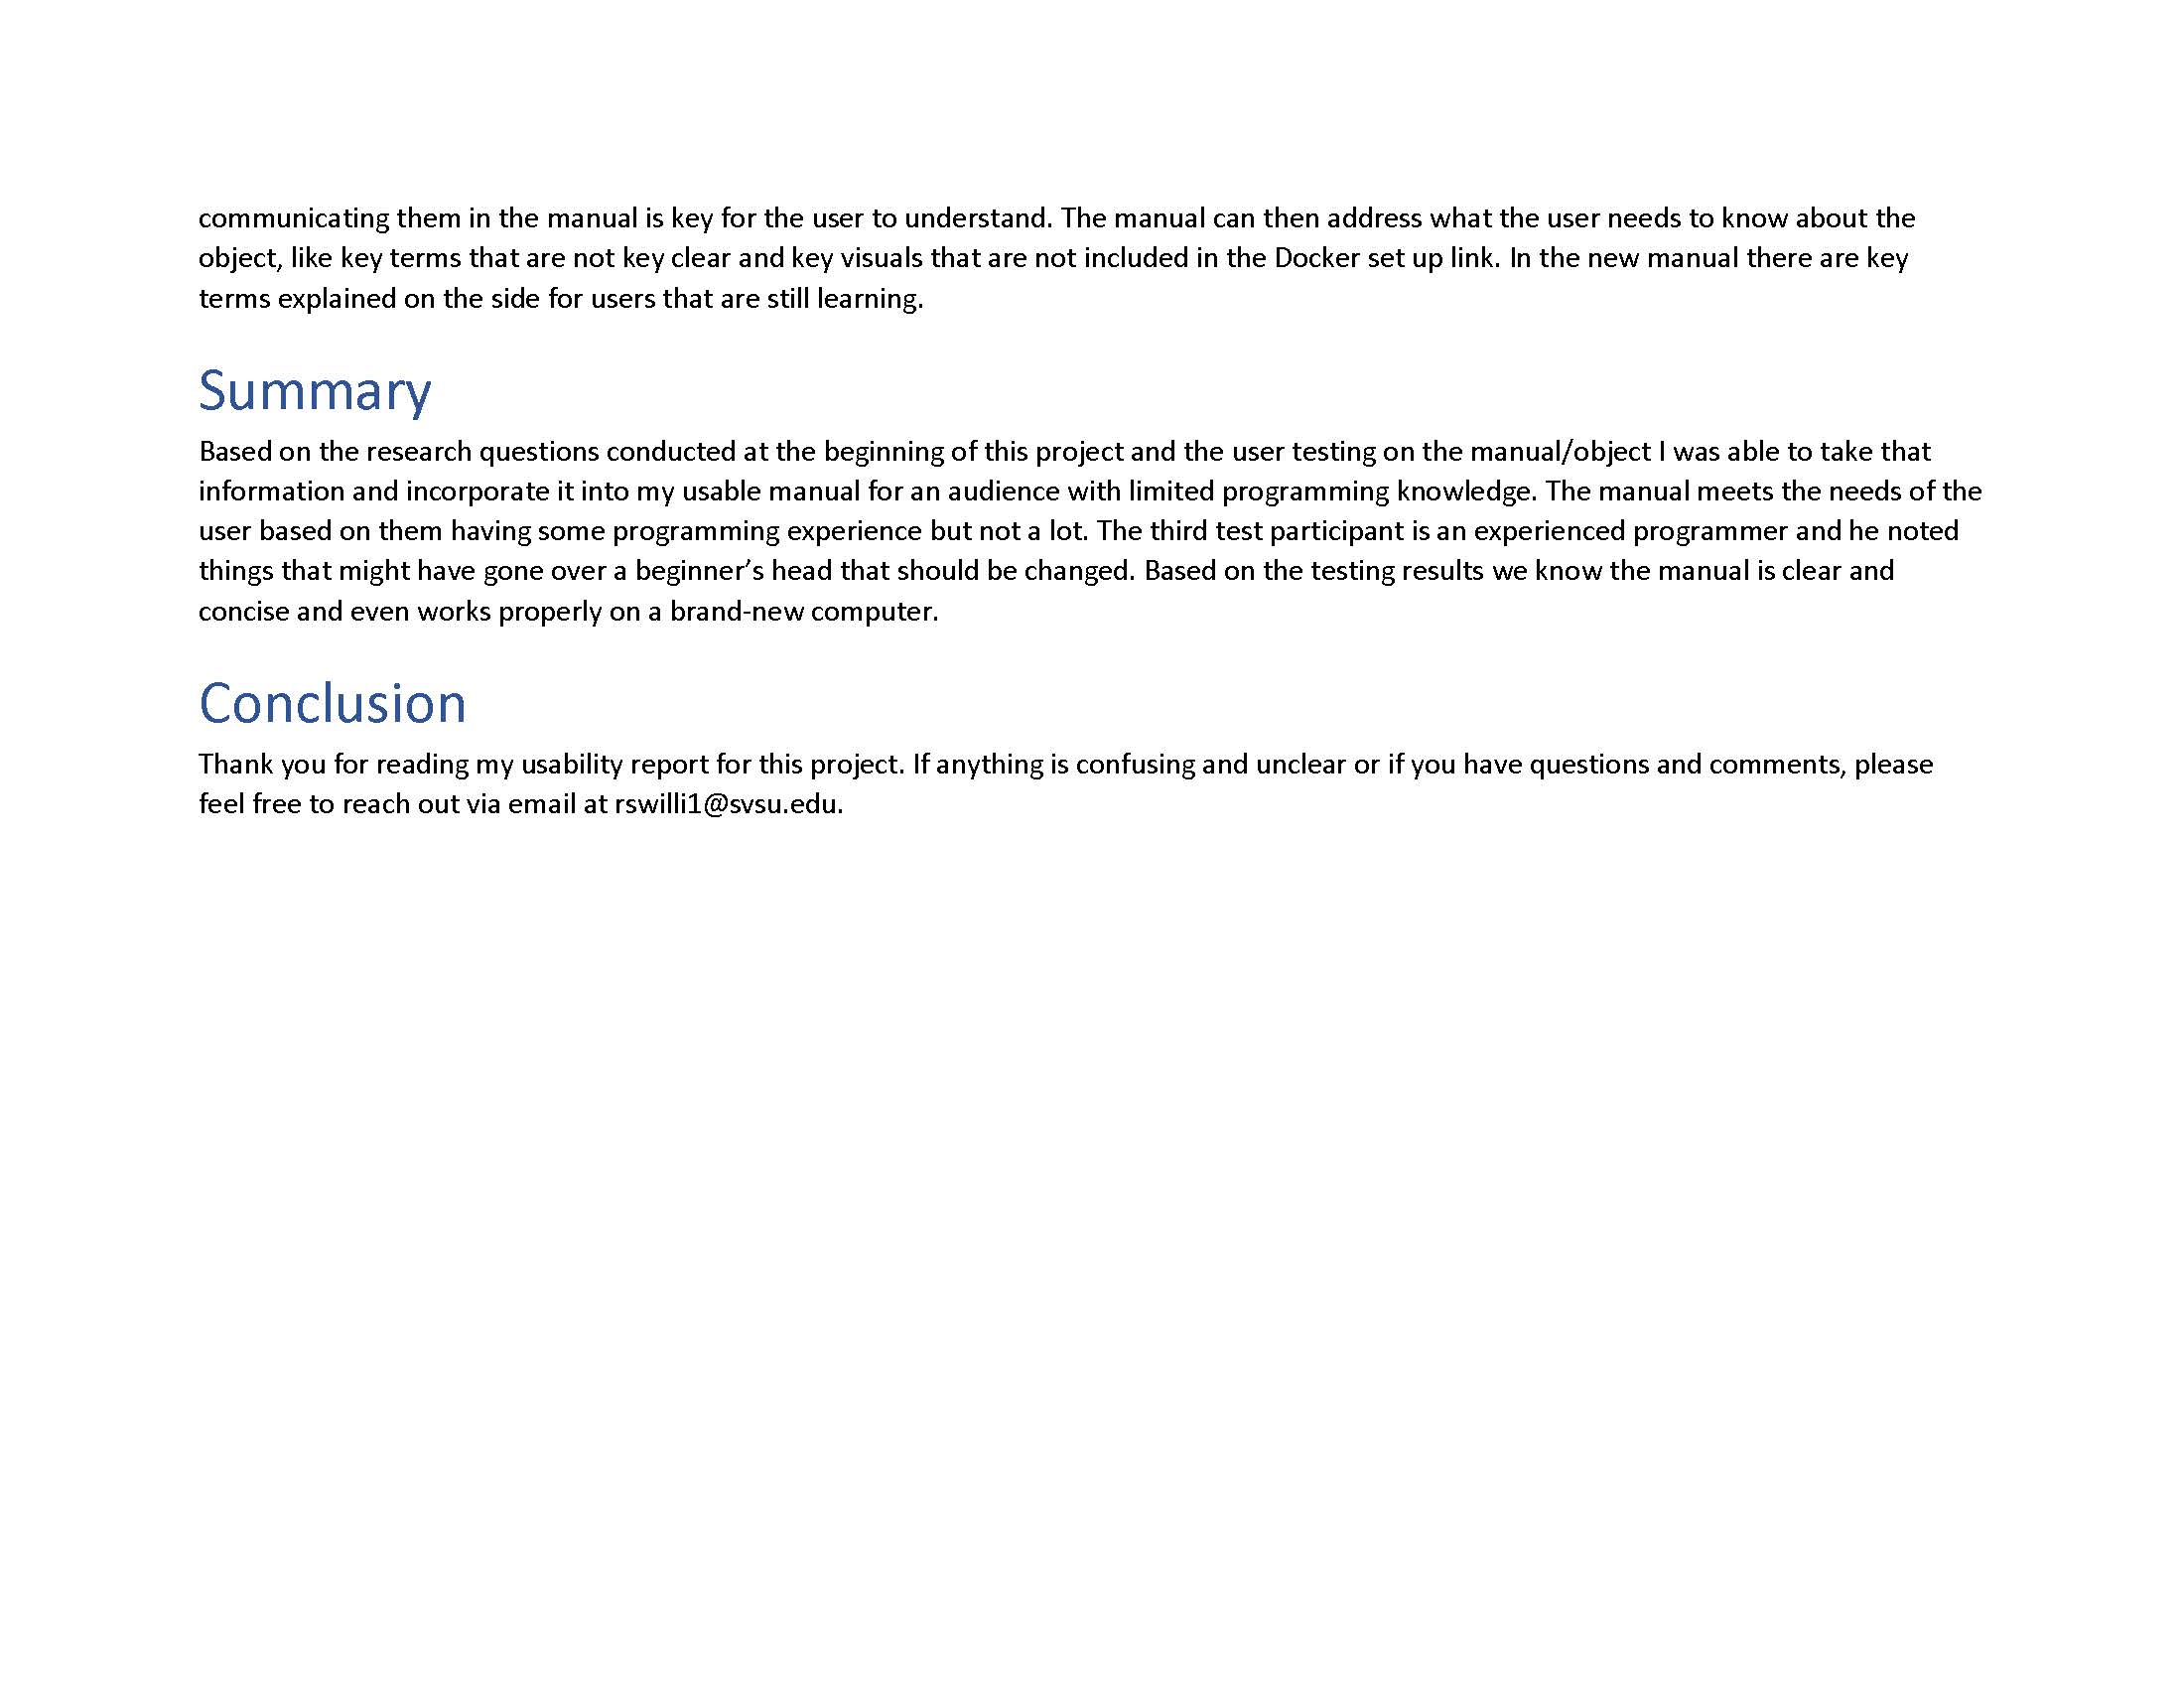 communicating them in the manual is key for the user to understand. The manual can then address what the user needs to know about the
object, like key terms that are not key clear and key visuals that are not included in the Docker set up link. In the new manual there are key
terms explained on the side for users that are still learning.
Summary
Based on the research questions conducted at the beginning of this project and the user testing on the manual/object I was able to take that
information and incorporate it into my usable manual for an audience with limited programming knowledge. The manual meets the needs of the
user based on them having some programming experience but not a lot. The third test participant is an experienced programmer and he noted
things that might have gone over a beginner’s head that should be changed. Based on the testing results we know the manual is clear and
concise and even works properly on a brand-new computer.
Conclusion
Thank you for reading my usability report for this project. If anything is confusing and unclear or if you have questions and comments, please
feel free to reach out via email at rswilli1@svsu.edu.